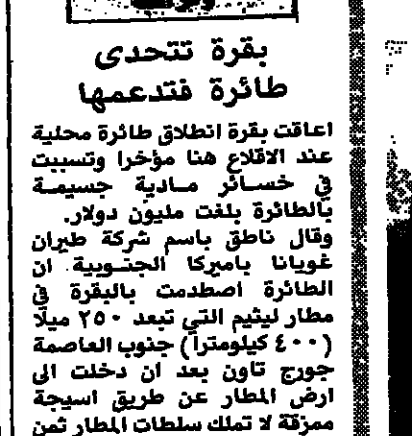 بقرة تتحدى
طائرة فتدعمها
اعاقت بقرة انطلاق طائرة محلية
عند الاقلاع هنا مؤخرا وتسببت
في خسائر مادية جسيمة
بالطائرة بلغت مليون دولار.
وقال ناطق باسم شركة طيران
غويانا باميركا الجنوبية ان
الطائرة اصطدمت بالبقرة في
مطار ليثيم التي تبعد ٢٥٠ ميلا
(٤٠٠ كيلومترا) جنوب العاصمة
جورج تاون بعد ان دخلت الى
ارض المطار عن طريق اسيجة
ممزقة لا تملك سلطات المطار ثمن